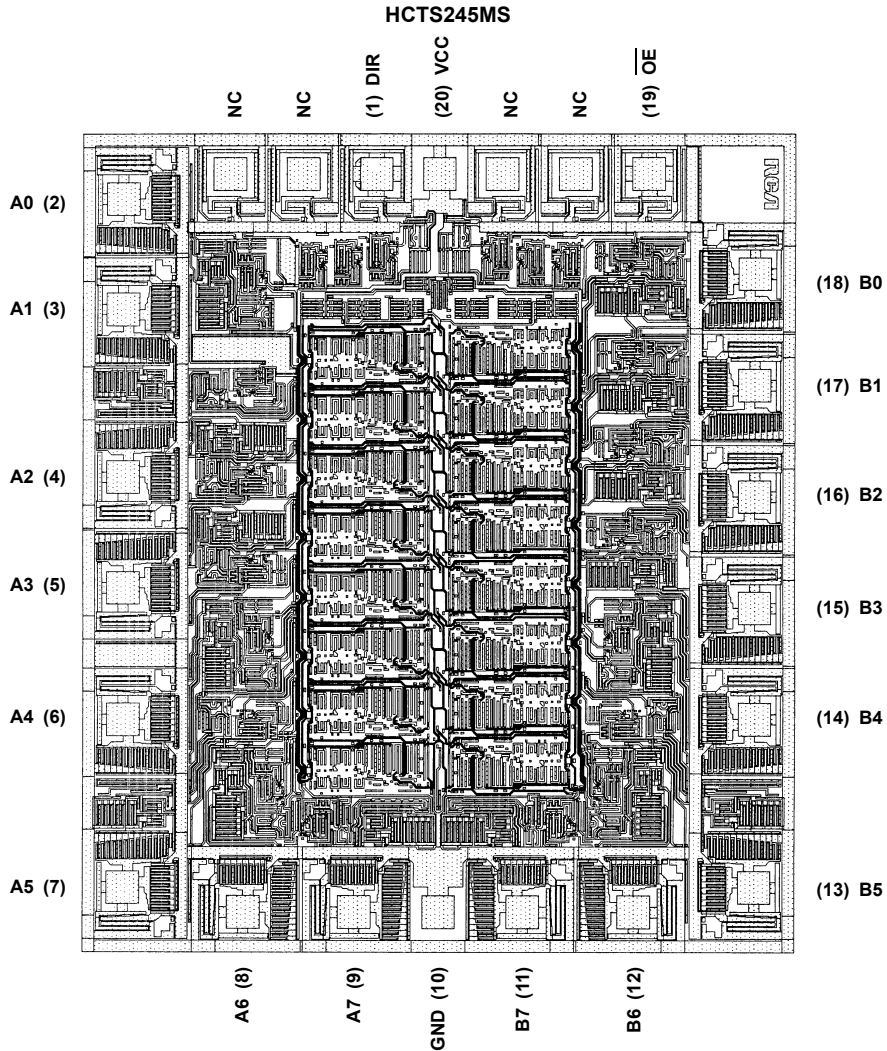 HCTS245MS
NC
NC
(1) DIR
(20) VCC
NC
NC
(19) OE
RCA
A0 (2)
A1 (3)
A2 (4)
A3 (5)
A4 (6)
A5 (7)
(18) B0
(17) B1
(16) B2
(15) B3
(14) B4
(13) B5
A6 (8)
A7 (9)
GND (10)
B7 (11)
B6 (12)